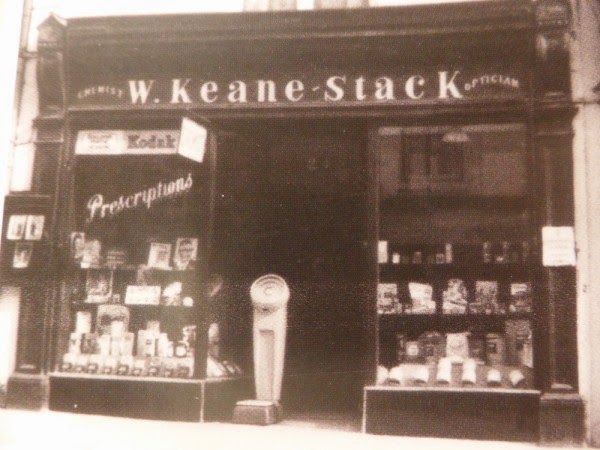 CHEMIST W. Keane-Stack OPTICIAN
Kodak
Prescriptions